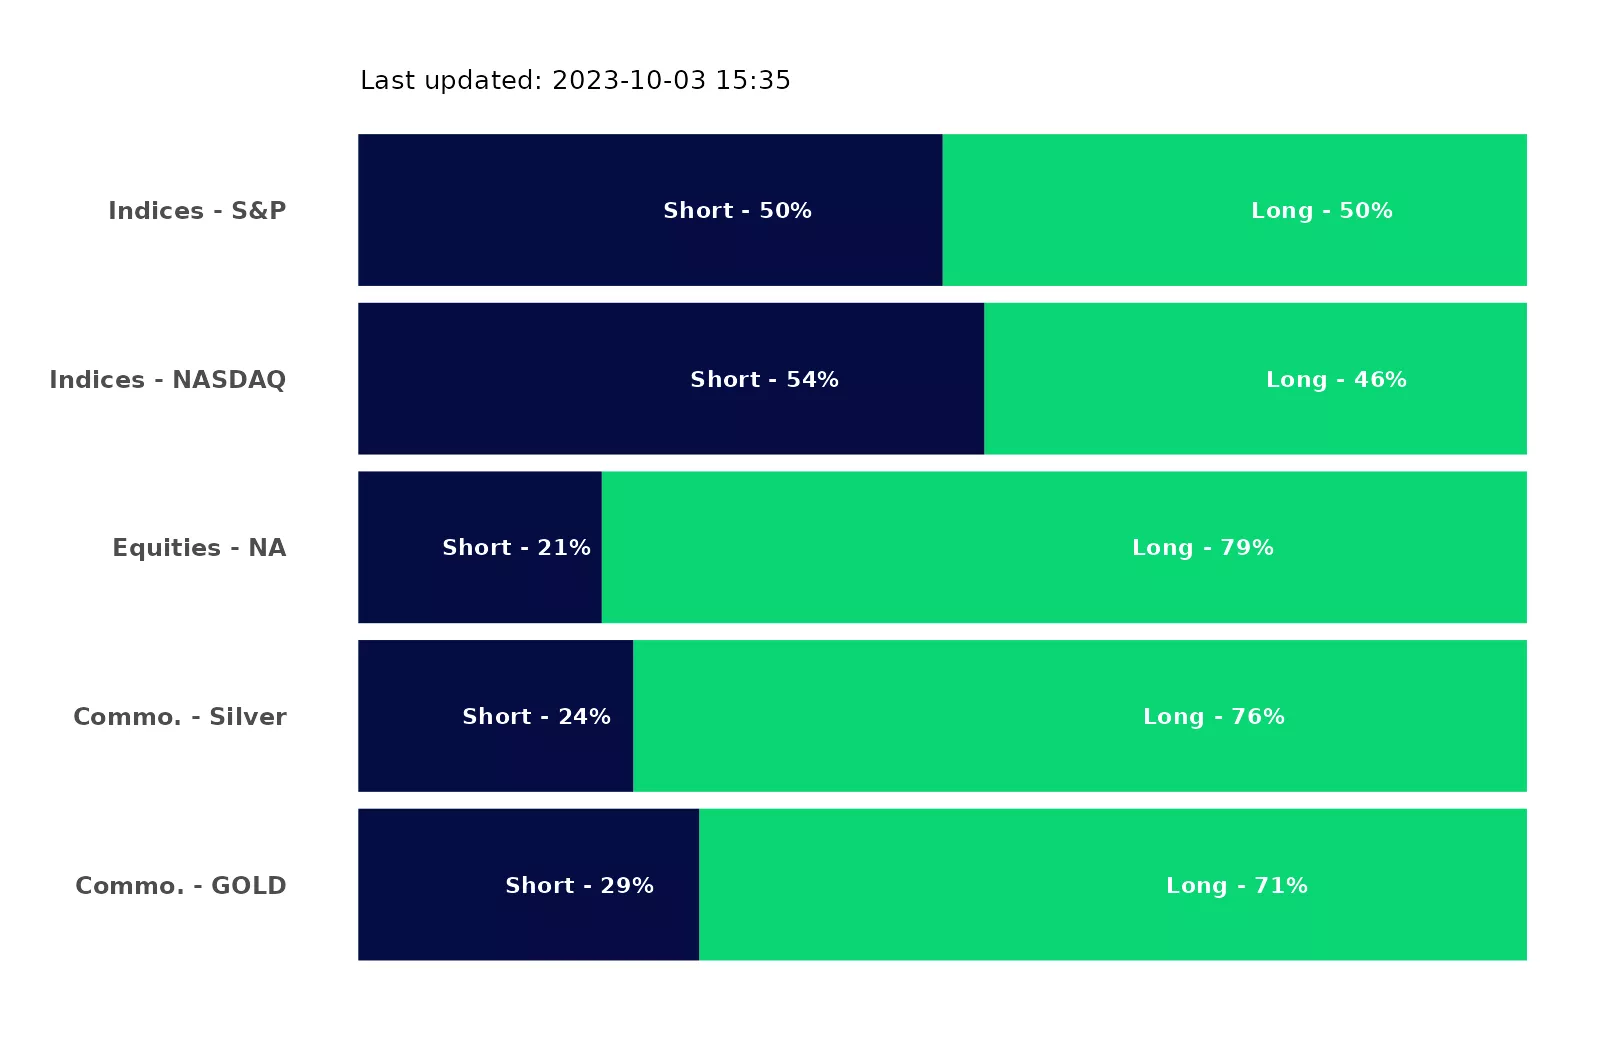 Last updated: 2023-10-03 15:35
Indices - S&P
Short - 50%
Long - 50%
Indices - NASDAQ
Short - 54%
Long - 46%
Equities - NA
Short - 21%
Long - 79%
Commo. - Silver
Short - 24%
Long - 76%
Commo. - GOLD
Short - 29%
Long - 71%